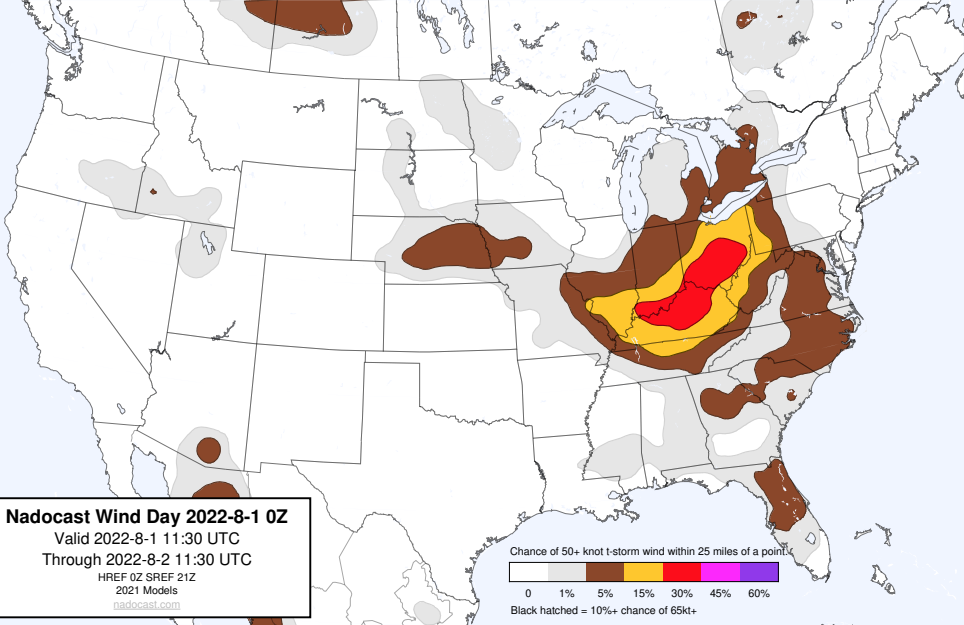 Nadocast Wind Day 2022-8-1 0Z
Valid 2022-8-1 11:30 UTC
Through 2022-8-2 11:30 UTC
HREF 0Z SREF 21Z
2021 Models
nadocast.com
Chance of 50+ knot t-storm wind within 25 miles of a point.
0 1% 5% 15% 30% 45% 60%
Black hatched = 10%+ chance of 65kt+